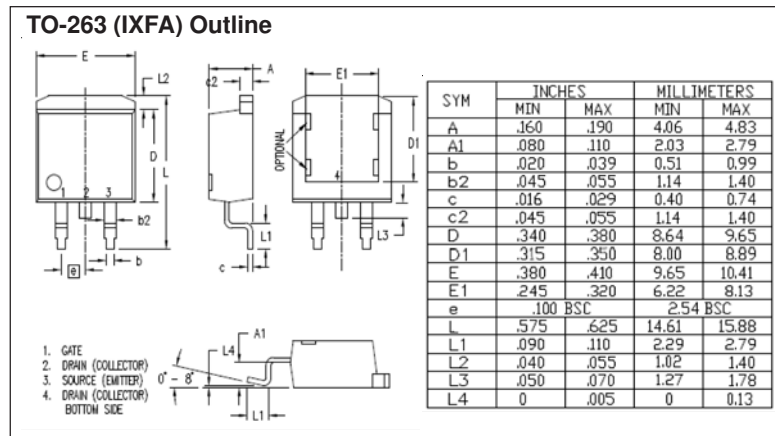 TO-263 (IXFA) Outline
E
L2
D
L
1 2 3
b2
e
b
A
c2
L1
c
E1
OPTIONAL
4
D1
L3
A1
L4
0° - 8°
L1
1. GATE
2. DRAIN (COLLECTOR)
3. SOURCE (EMITTER)
4. DRAIN (COLLECTOR)
BOTTOM SIDE
SYM INCHES MILLIMETERS
MIN MAX MIN MAX
A .160 .190 4.06 4.83
A1 .080 .110 2.03 2.79
b .020 .039 0.51 0.99
b2 .045 .055 1.14 1.40
c .016 .029 0.40 0.74
c2 .045 .055 1.14 1.40
D .340 .380 8.64 9.65
D1 .315 .350 8.00 8.89
E .380 .410 9.65 10.41
E1 .245 .320 6.22 8.13
e .100 BSC 2.54 BSC
L .575 .625 14.61 15.88
L1 .090 .110 2.29 2.79
L2 .040 .055 1.02 1.40
L3 .050 .070 1.27 1.78
L4 0 .005 0 0.13